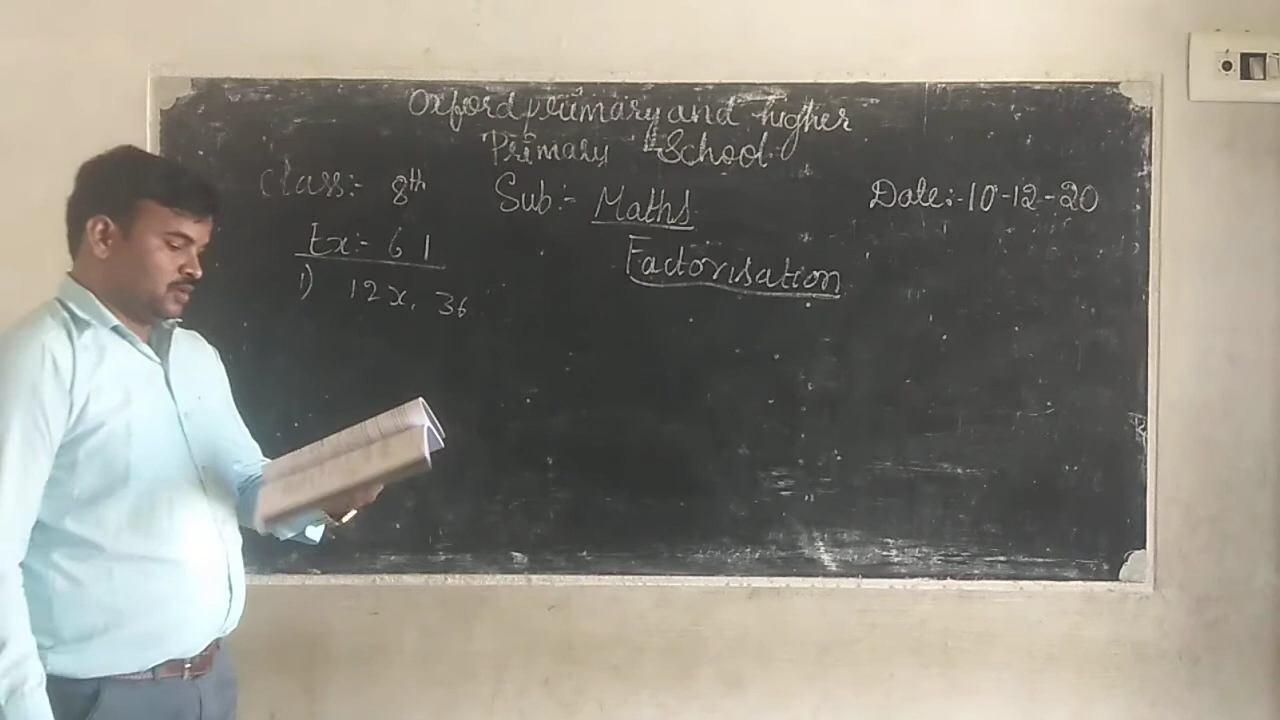 Oxford primary and higher
Primary School
Class:- 8th Sub:- Maths Date:- 10-12-20
Ex:- 6 1
Factorisation
1) 12x, 36